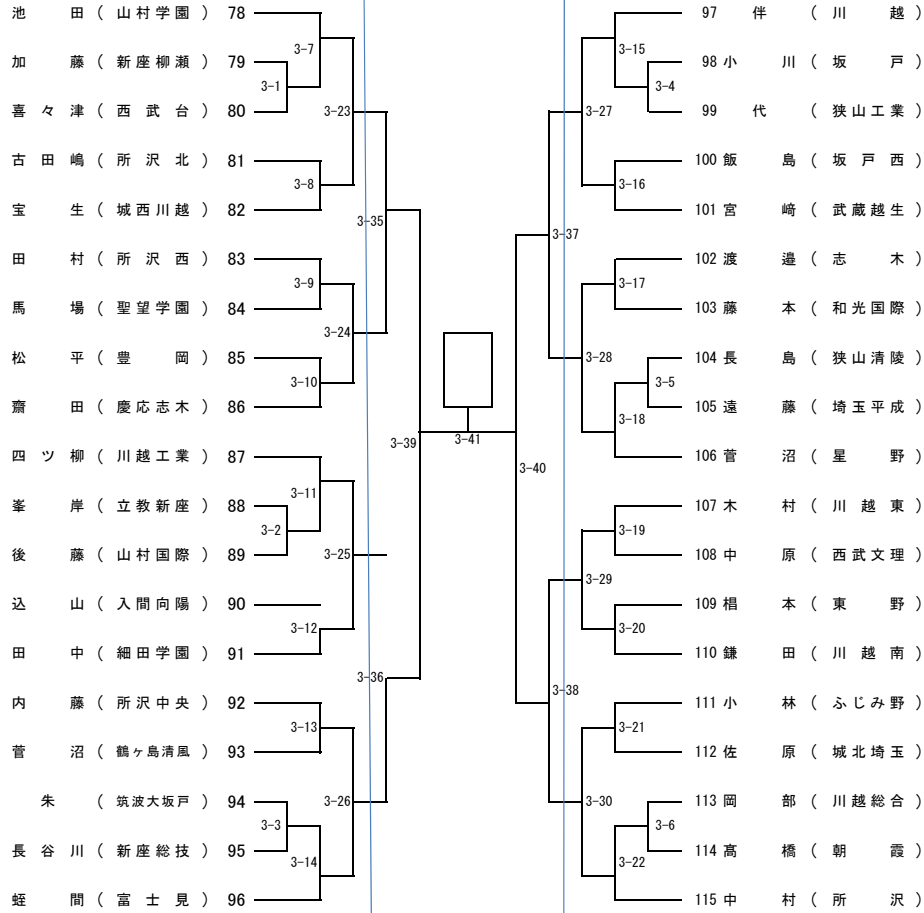 池田(山村学園) 78
加藤(新座柳瀬) 79
喜々津(西武台) 80
古田嶋(所沢北) 81
宝生(城西川越) 82
田村(所沢西) 83
馬場(聖望学園) 84
松平(豊岡) 85
齋田(慶応志木) 86
四ツ柳(川越工業) 87
峯岸(立教新座) 88
後藤(山村国際) 89
込山(入間向陽) 90
田中(細田学園) 91
内藤(所沢中央) 92
菅沼(鶴ヶ島清風) 93
朱(筑波大坂戸) 94
長谷川(新座総技) 95
蛭間(富士見) 96
3-1
3-2
3-3
3-7
3-8
3-9
3-10
3-11
3-12
3-13
3-14
3-23
3-24
3-25
3-26
3-35
3-36
3-39
3-41
3-40
3-37
3-38
3-27
3-28
3-29
3-30
3-15
3-16
3-17
3-18
3-19
3-20
3-21
3-22
3-4
3-5
3-6
97 伴(川越)
98 小川(坂戸)
99 代(狭山工業)
100 飯島(坂戸西)
101 宮﨑(武蔵越生)
102 渡邉(志木)
103 藤本(和光国際)
104 長島(狭山清陵)
105 遠藤(埼玉平成)
106 菅沼(星野)
107 木村(川越東)
108 中原(西武文理)
109 椙本(東野)
110 鎌田(川越南)
111 小林(ふじみ野)
112 佐原(城北埼玉)
113 岡部(川越総合)
114 髙橋(朝霞)
115 中村(所沢)